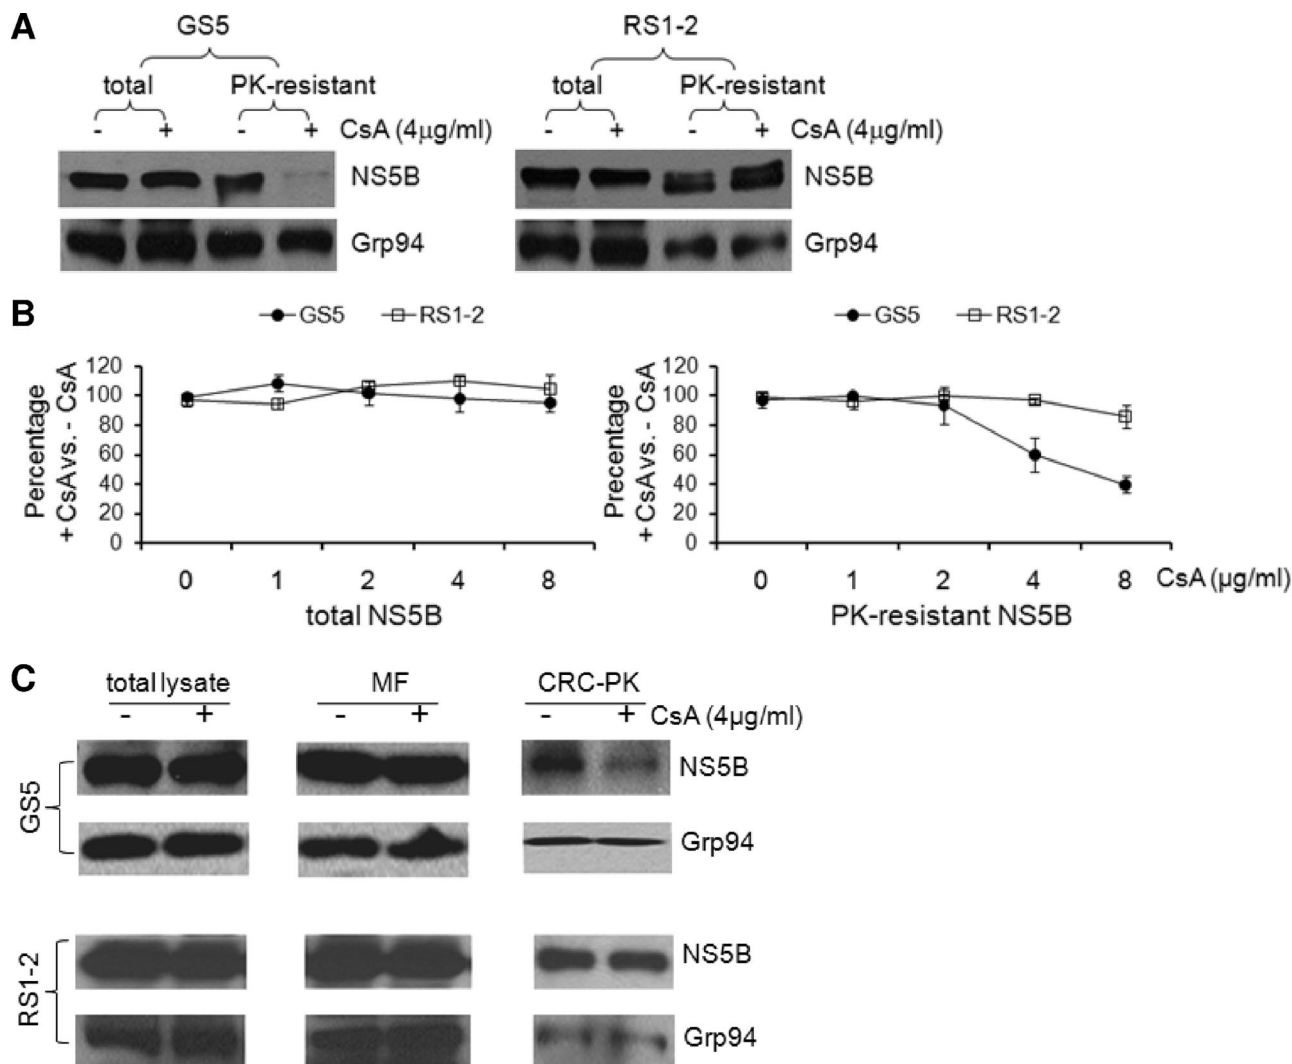 A
GS5
RS1-2
total PK-resistant
total PK-resistant
- + - + CsA (4μg/ml)
- + - + CsA (4μg/ml)
NS5B
NS5B
Grp94
Grp94
B
GS5 RS1-2
GS5 RS1-2
Percentage
+ CsA vs. - CsA
120
100
80
60
40
20
0
0 1 2 4 8
total NS5B
Precentage
+ CsA vs. - CsA
120
100
80
60
40
20
0
0 1 2 4 8 CsA (μg/ml)
PK-resistant NS5B
C
total lysate MF CRC-PK
- + - + - + CsA (4μg/ml)
GS5
NS5B
Grp94
RS1-2
NS5B
Grp94